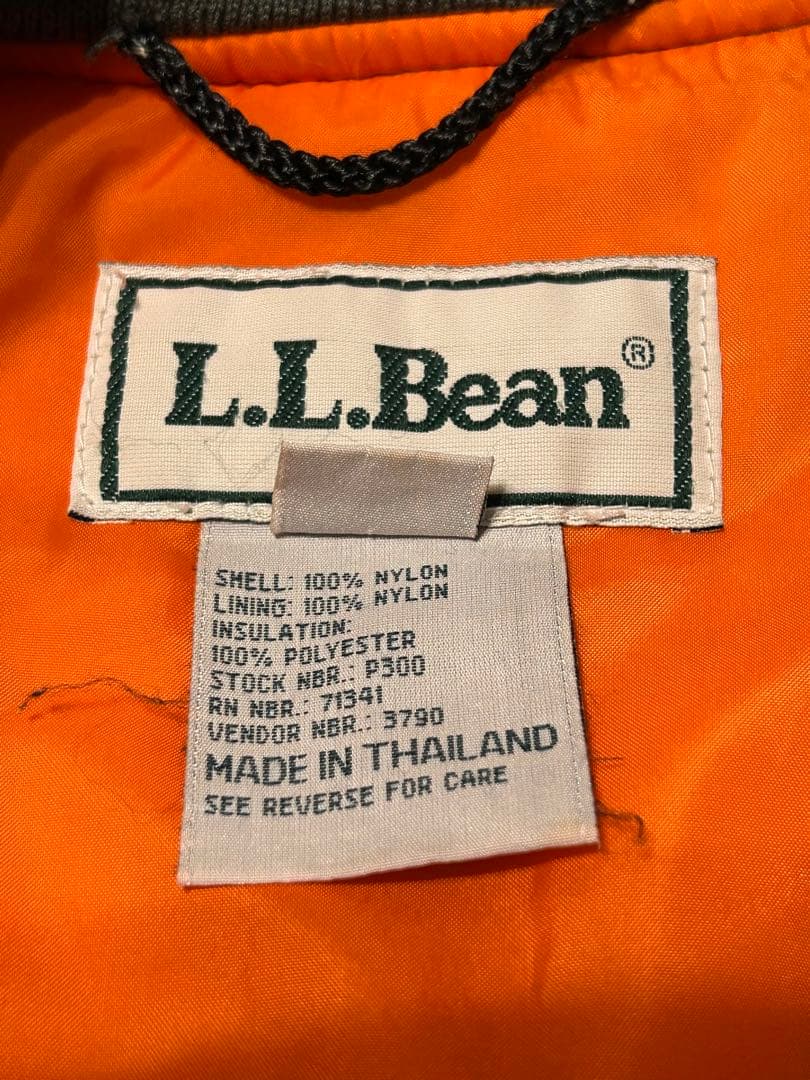 L.L.Bean®
SHELL: 100% NYLON
LINING: 100% NYLON
INSULATION:
100% POLYESTER
STOCK NBR.: P300
RN NBR.: 71341
VENDOR NBR.: 3790
MADE IN THAILAND
SEE REVERSE FOR CARE